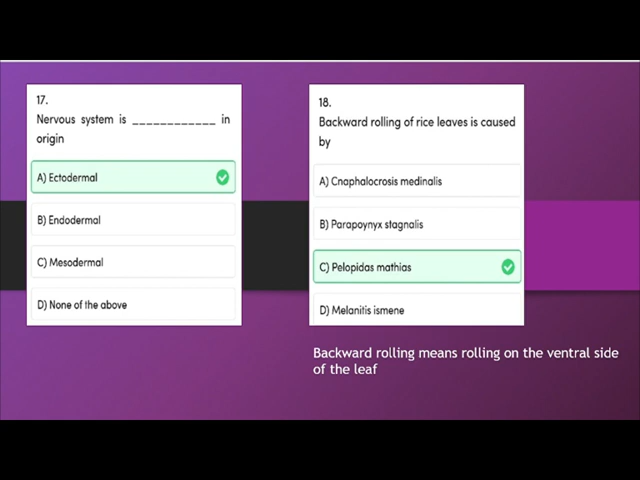 17.
Nervous system is ____________ in
origin
A) Ectodermal
B) Endodermal
C) Mesodermal
D) None of the above
18.
Backward rolling of rice leaves is caused
by
A) Cnaphalocrosis medinalis
B) Parapoynyx stagnalis
C) Pelopidas mathias
D) Melanitis ismene
Backward rolling means rolling on the ventral side
of the leaf